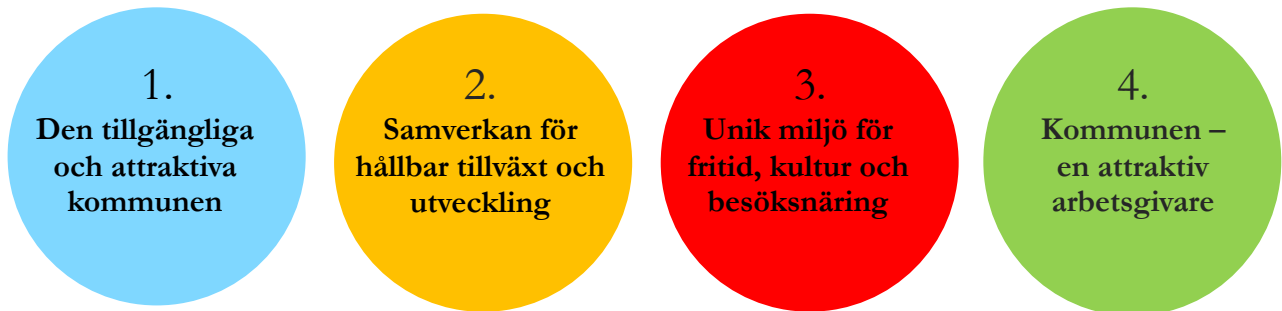 1.
Den tillgängliga
och attraktiva
kommunen
2.
Samverkan för
hållbar tillväxt och
utveckling
3.
Unik miljö för
fritid, kultur och
besöksnäring
4.
Kommunen –
en attraktiv
arbetsgivare